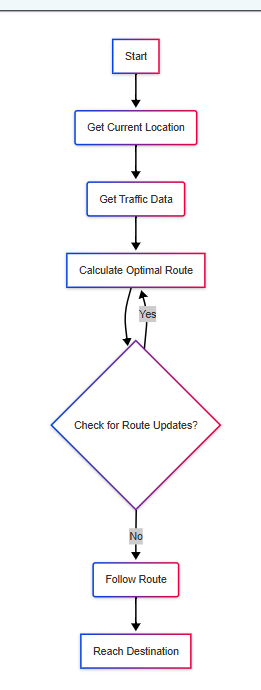 Start
Get Current Location
Get Traffic Data
Calculate Optimal Route
Yes
Check for Route Updates?
No
Follow Route
Reach Destination